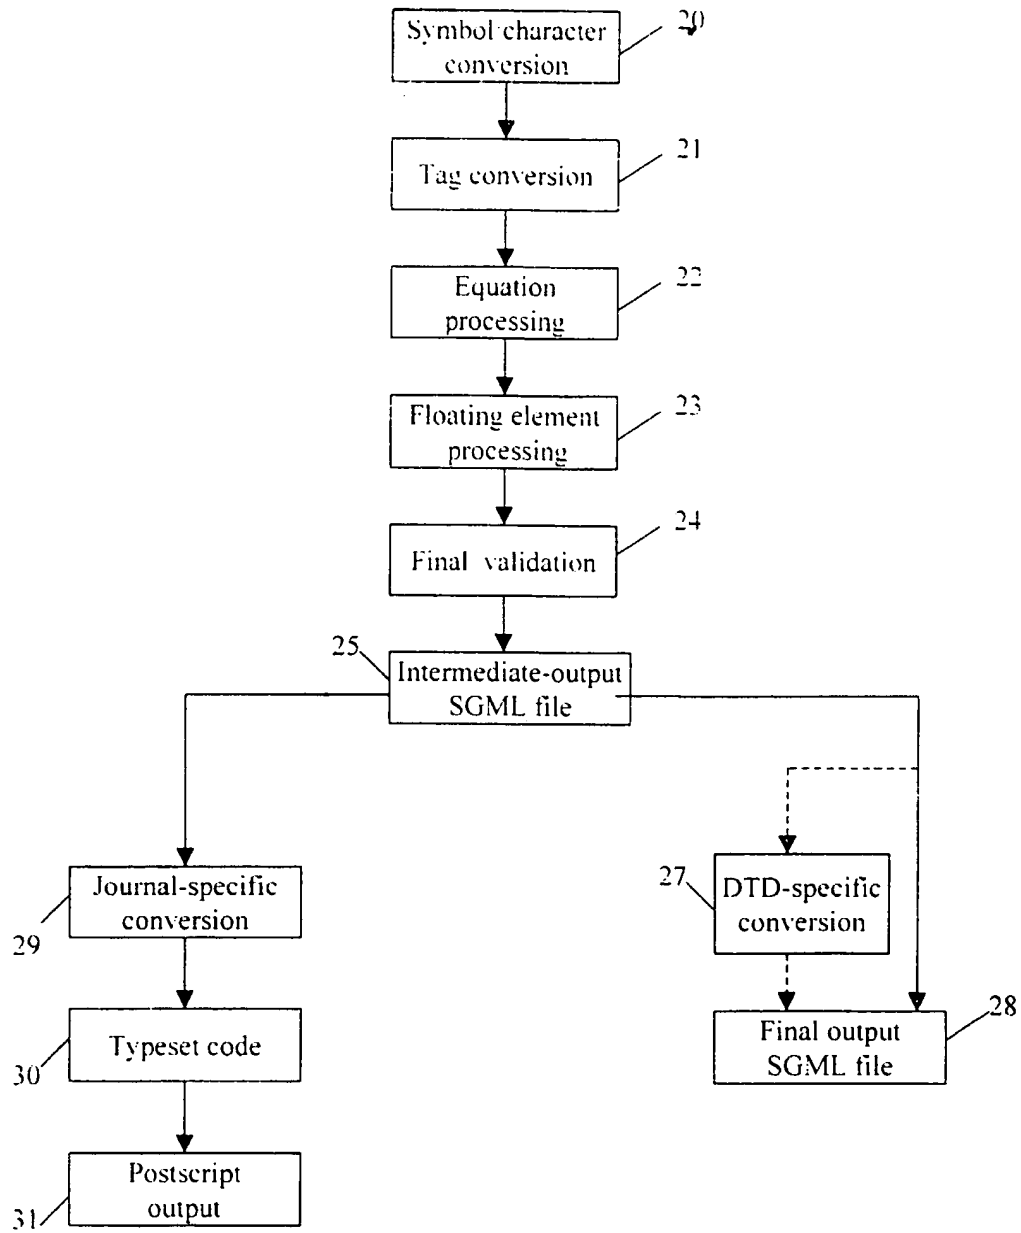 Symbol character
conversion
20
Tag conversion
21
Equation
processing
22
Floating element
processing
23
Final validation
24
25
Intermediate-output
SGML file
Journal-specific
conversion
29
27
DTD-specific
conversion
Typeset code
30
Final output
SGML file
28
Postscript
output
31